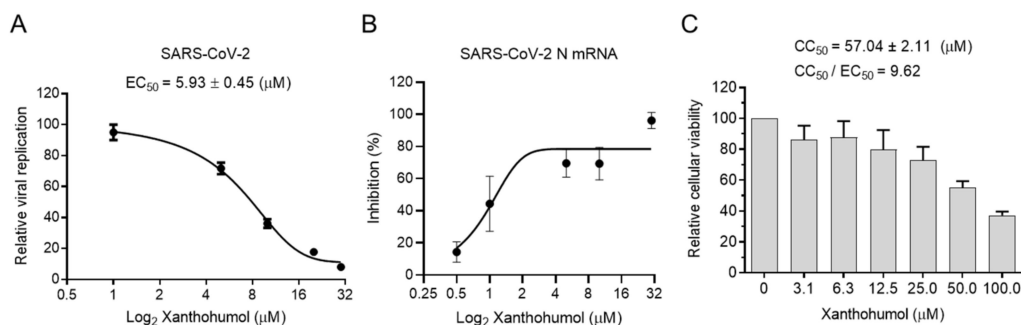 A
SARS-CoV-2
EC50 = 5.93 ± 0.45 (μM)
Relative viral replication
120
100
80
60
40
20
0
0.5 1 2 4 8 16 32
Log2 Xanthohumol (μM)
B
SARS-CoV-2 N mRNA
Inhibition (%)
120
100
80
60
40
20
0
0.25 0.5 1 2 4 8 16 32
Log2 Xanthohumol (μM)
C
CC50 = 57.04 ± 2.11 (μM)
CC50 / EC50 = 9.62
Relative cellular viability
120
100
80
60
40
20
0
0 3.1 6.3 12.5 25.0 50.0 100.0
Xanthohumol (μM)